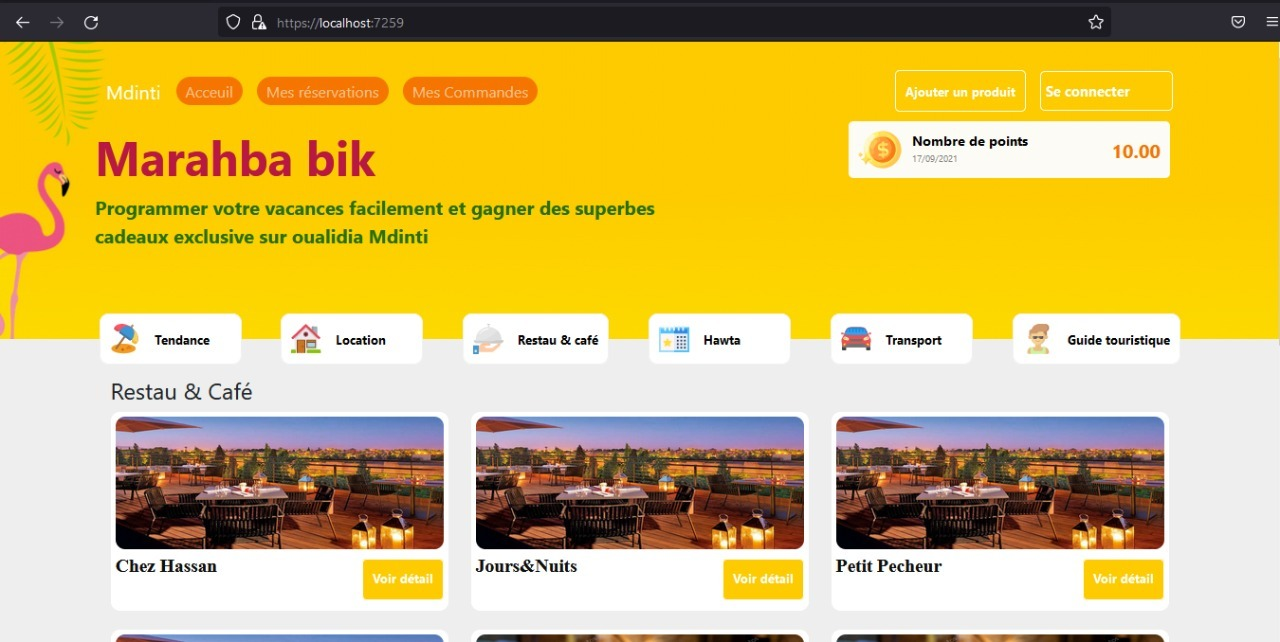 https://localhost:7259
Mdinti Acceuil Mes réservations Mes Commandes Ajouter un produit Se connecter
Marahba bik
Nombre de points 10.00
17/09/2021
Programmer votre vacances facilement et gagner des superbes
cadeaux exclusive sur oualidia Mdinti
Tendance Location Restau & café Hawta Transport Guide touristique
Restau & Café
Chez Hassan Jours&Nuits Petit Pecheur
Voir détail Voir détail Voir détail